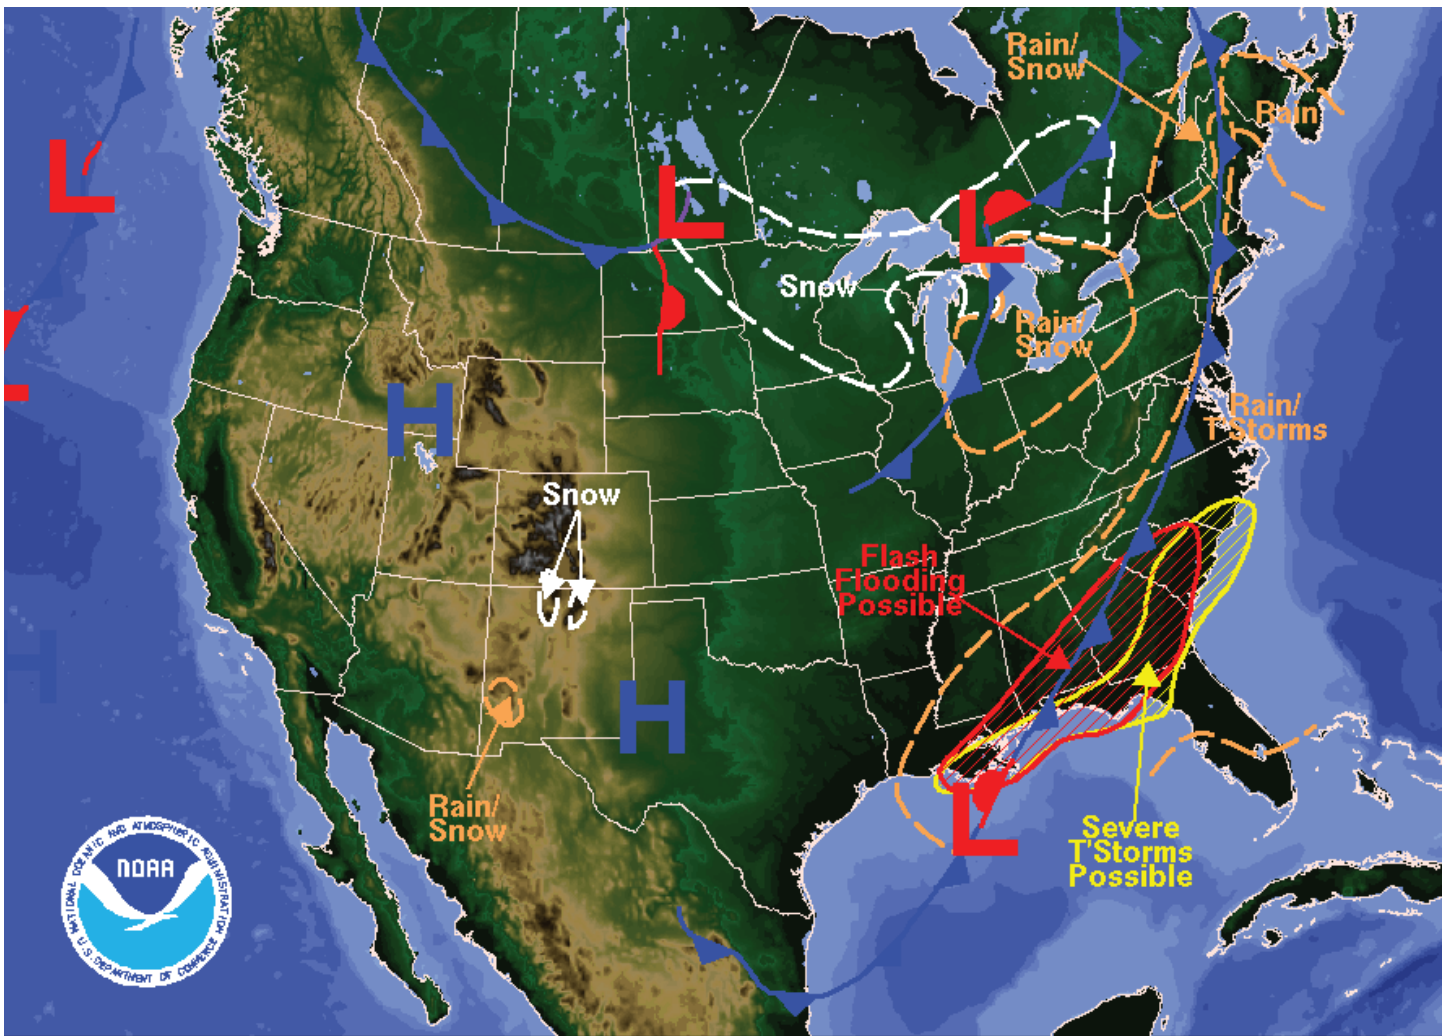 Rain/
Snow
Rain
L
L
L
Snow
Rain/
Snow
L
H
Rain/
T'Storms
Snow
Flash
Flooding
Possible
H
H
Rain/
Snow
L
Severe
T'Storms
Possible
NOAA
NATIONAL OCEANIC AND ATMOSPHERIC ADMINISTRATION
U.S. DEPARTMENT OF COMMERCE